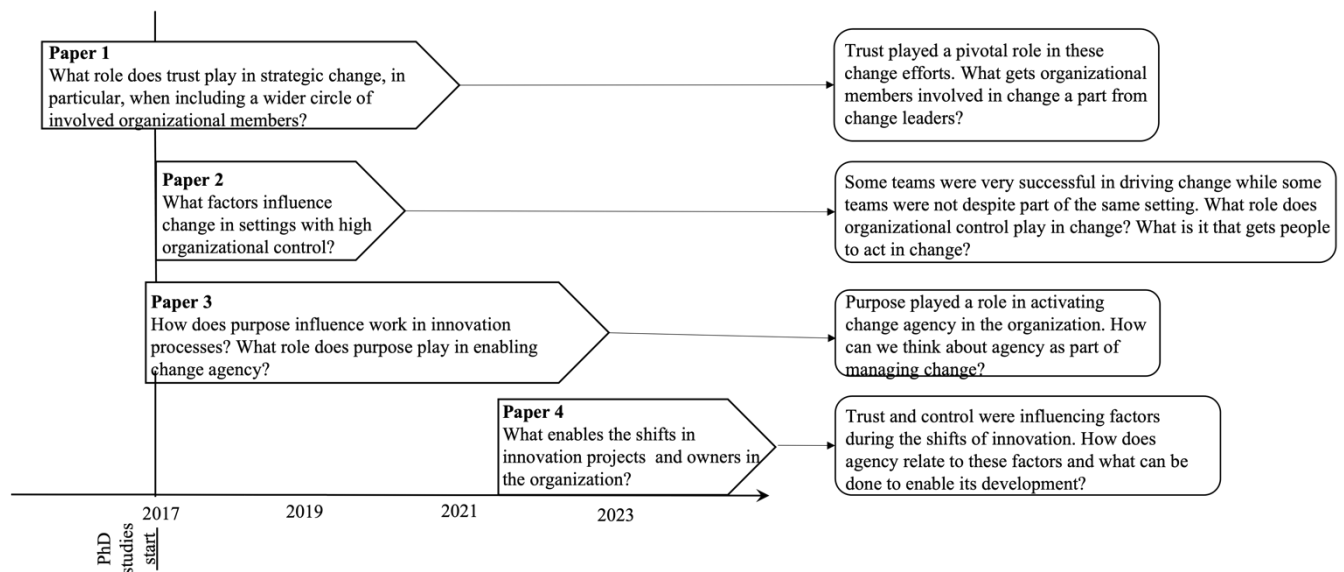 Paper 1
What role does trust play in strategic change, in
particular, when including a wider circle of
involved organizational members?
Trust played a pivotal role in these
change efforts. What gets organizational
members involved in change a part from
change leaders?
Paper 2
What factors influence
change in settings with high
organizational control?
Some teams were very successful in driving change while some
teams were not despite part of the same setting. What role does
organizational control play in change? What is it that gets people
to act in change?
Paper 3
How does purpose influence work in innovation
processes? What role does purpose play in enabling
change agency?
Purpose played a role in activating
change agency in the organization. How
can we think about agency as part of
managing change?
Paper 4
What enables the shifts in
innovation projects and owners in
the organization?
Trust and control were influencing factors
during the shifts of innovation. How does
agency relate to these factors and what can be
done to enable its development?
2017
2019
2021
2023
PhD
studies
start